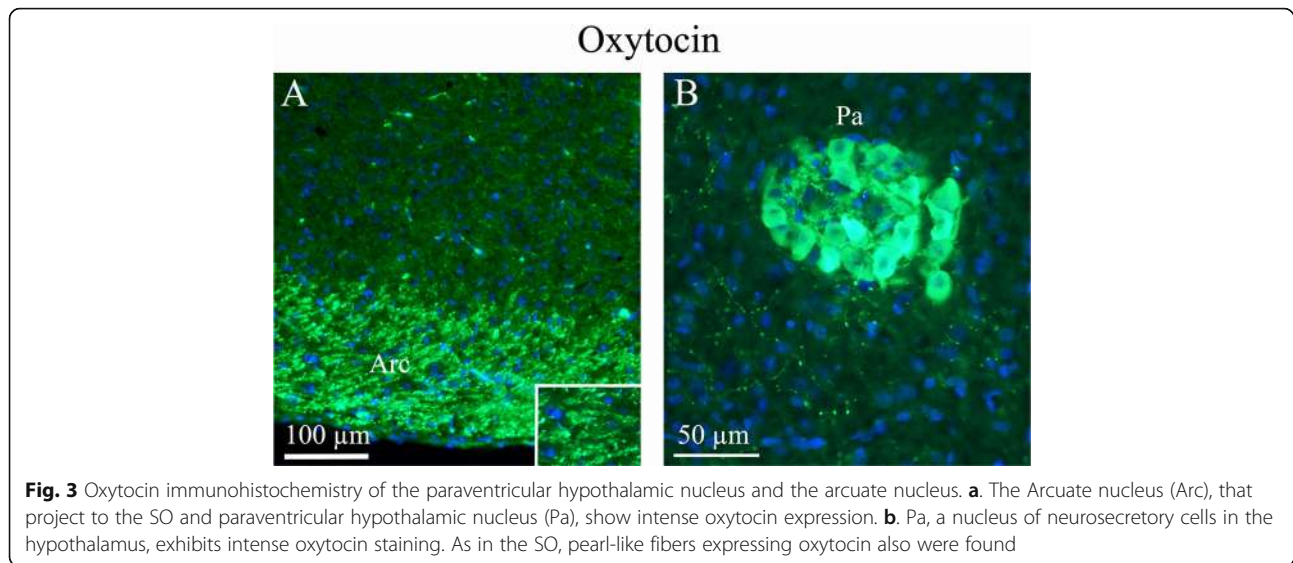 Oxytocin
A
B
Pa
Arc
100 µm
50 µm
Fig. 3 Oxytocin immunohistochemistry of the paraventricular hypothalamic nucleus and the arcuate nucleus. a. The Arcuate nucleus (Arc), that
project to the SO and paraventricular hypothalamic nucleus (Pa), show intense oxytocin expression. b. Pa, a nucleus of neurosecretory cells in the
hypothalamus, exhibits intense oxytocin staining. As in the SO, pearl-like fibers expressing oxytocin also were found